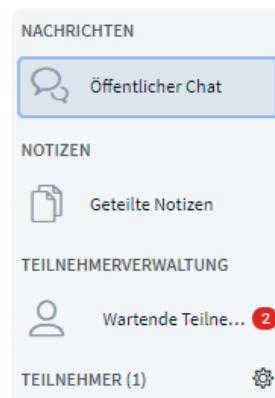 NACHRICHTEN
Öffentlicher Chat
NOTIZEN
Geteilte Notizen
TEILNEHMERVERWALTUNG
Wartende Teilne... 2
TEILNEHMER (1)